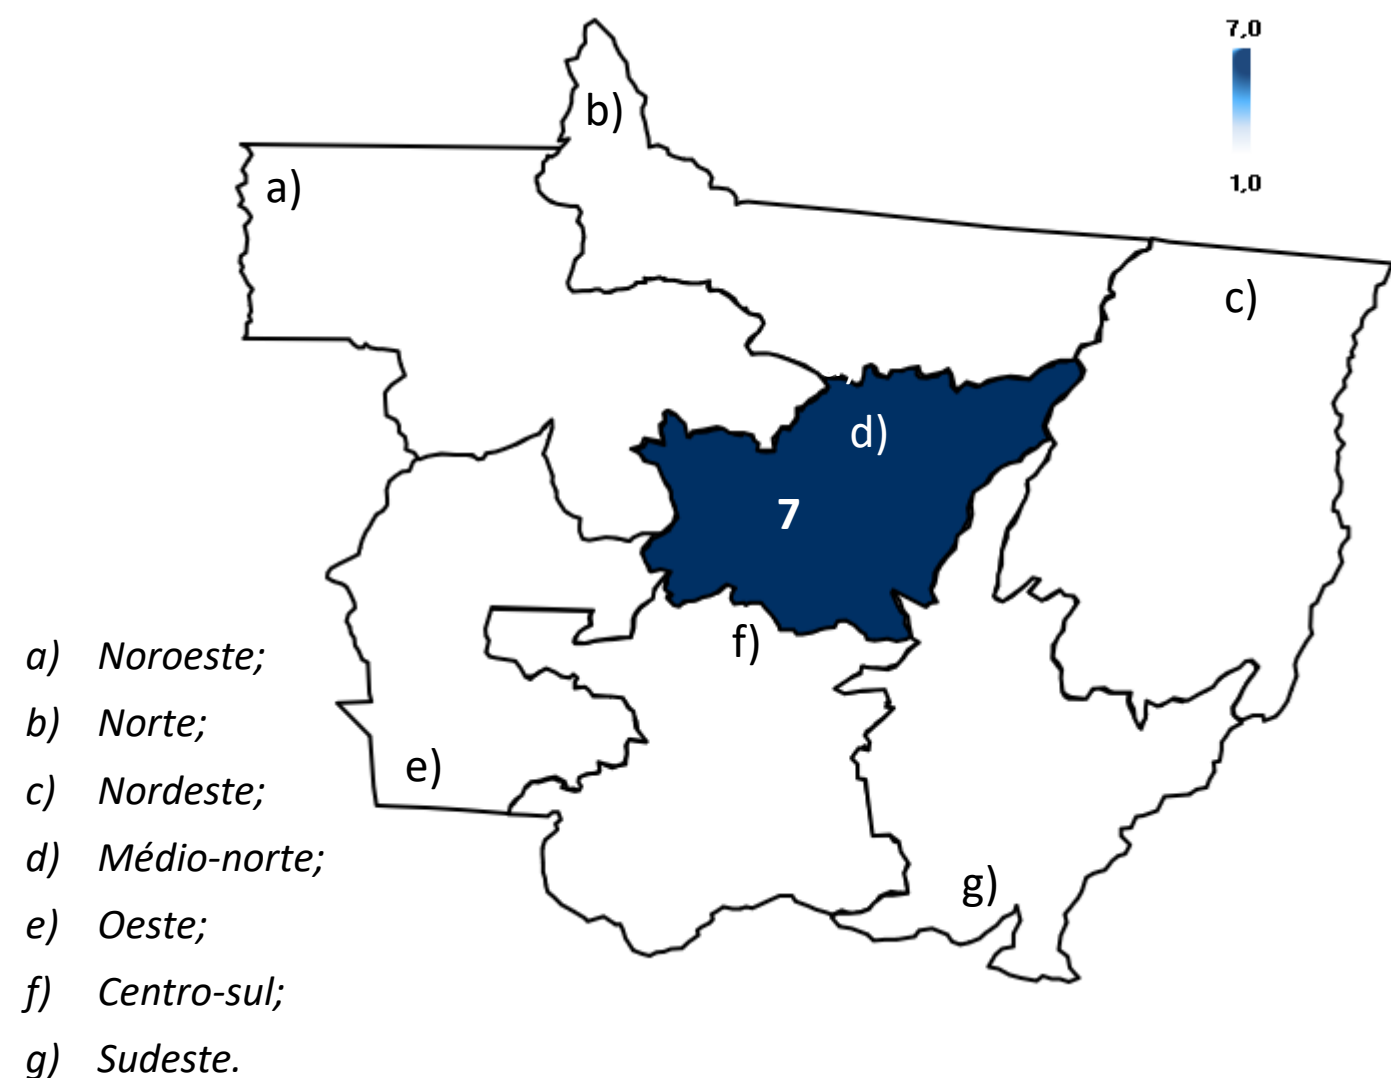 7,0
b)
a)
1,0
c)
d)
7
f)
a) Noroeste;
b) Norte;
c) Nordeste;
e)
d) Médio-norte;
g)
e) Oeste;
f) Centro-sul;
g) Sudeste.